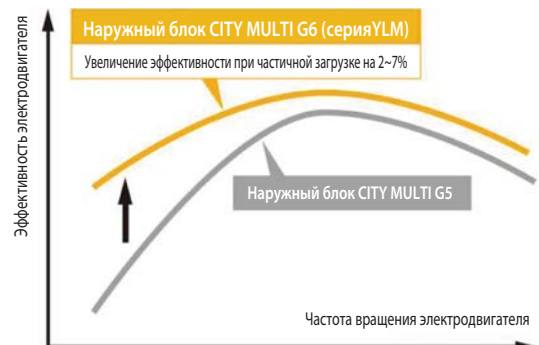 Наружный блок CITY MULTI G6 (серияYLM)
Увеличение эффективности при частичной загрузке на 2~7%
Эффективность электродвигателя
Наружный блок CITY MULTI G5
Частота вращения электродвигателя